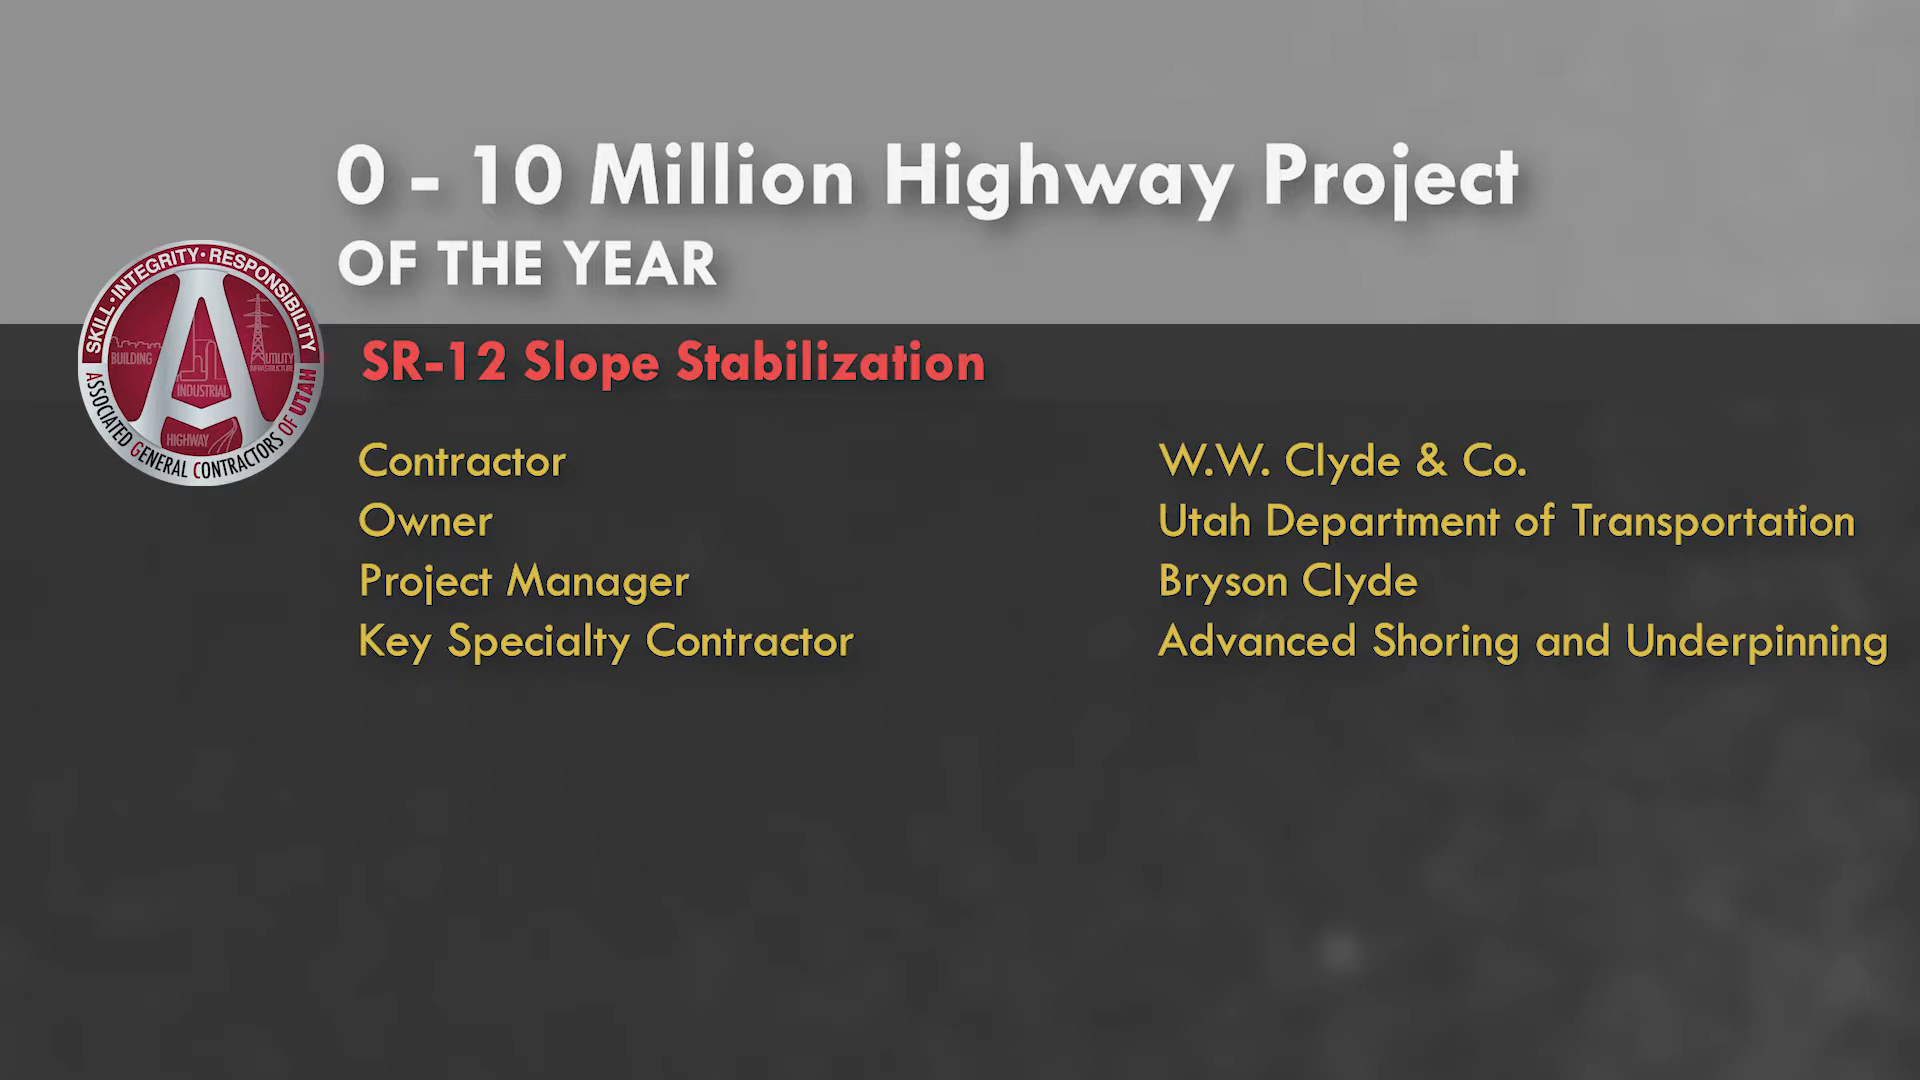 0 - 10 Million Highway Project
OF THE YEAR
SKILL · INTEGRITY · RESPONSIBILITY
BUILDING
UTILITY
INFRASTRUCTURE
INDUSTRIAL
HIGHWAY
ASSOCIATED GENERAL CONTRACTORS OF UTAH
SR-12 Slope Stabilization
Contractor W.W. Clyde & Co.
Owner Utah Department of Transportation
Project Manager Bryson Clyde
Key Specialty Contractor Advanced Shoring and Underpinning